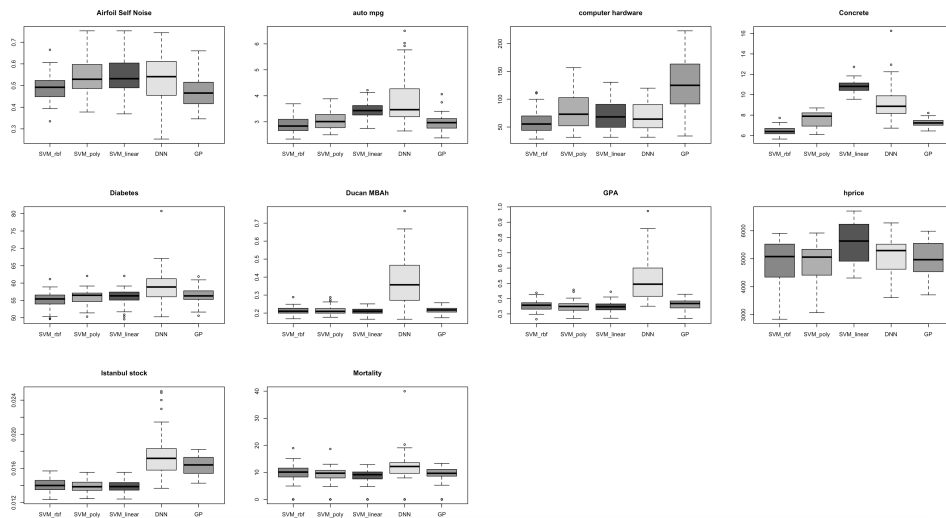 Airfoil Self Noise
0.7
0.6
0.5
0.4
0.3
SVM_rbf SVM_poly SVM_linear DNN GP
auto mpg
6
5
4
3
SVM_rbf SVM_poly SVM_linear DNN GP
computer hardware
200
150
100
50
SVM_rbf SVM_poly SVM_linear DNN GP
Concrete
16
14
12
10
8
6
SVM_rbf SVM_poly SVM_linear DNN GP
Diabetes
80
75
70
65
60
55
50
SVM_rbf SVM_poly SVM_linear DNN GP
Ducan MBAh
0.7
0.6
0.5
0.4
0.3
0.2
SVM_rbf SVM_poly SVM_linear DNN GP
GPA
1.0
0.9
0.8
0.7
0.6
0.5
0.4
0.3
SVM_rbf SVM_poly SVM_linear DNN GP
hprice
6000
5000
4000
3000
SVM_rbf SVM_poly SVM_linear DNN GP
Istanbul stock
0.024
0.020
0.016
0.012
SVM_rbf SVM_poly SVM_linear DNN GP
Mortality
40
30
20
10
0
SVM_rbf SVM_poly SVM_linear DNN GP